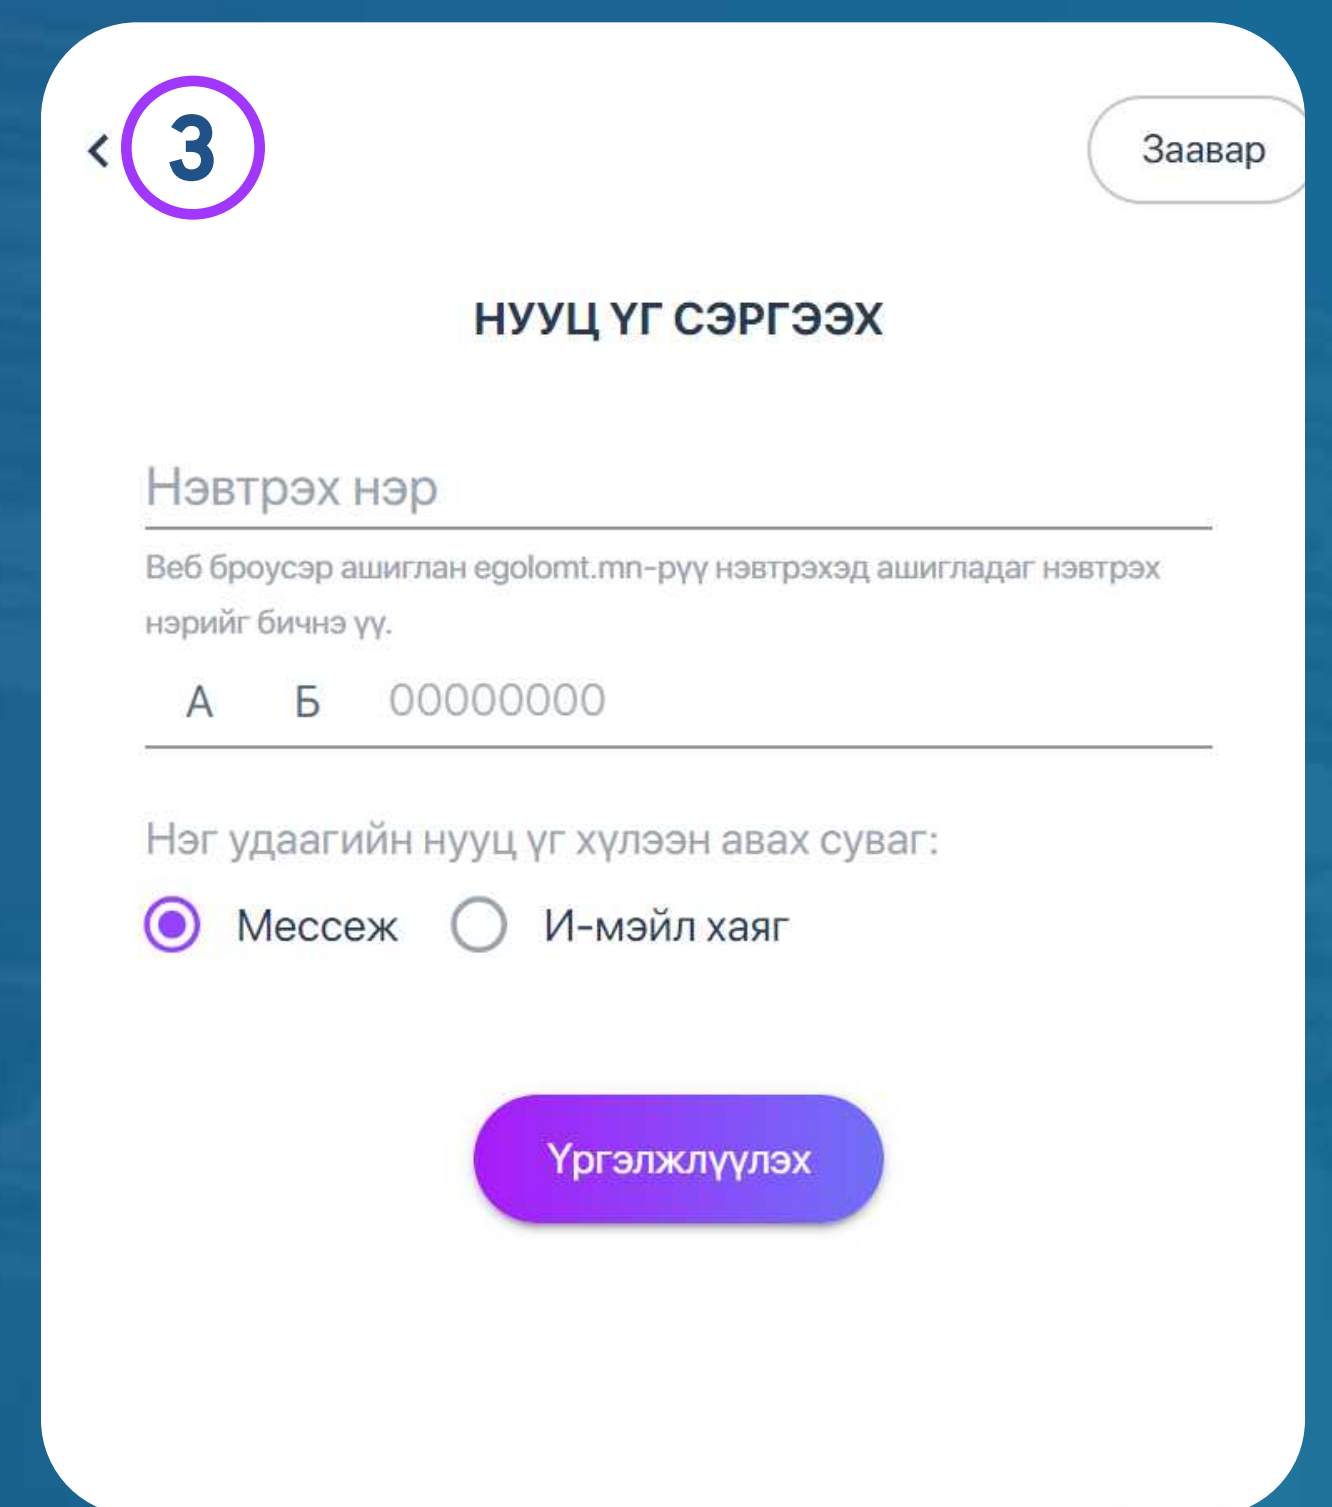 3
Заавар
НУУЦ ҮГ СЭРГЭЭХ
Нэвтрэх нэр
Веб броусэр ашиглан egolomt.mn-рүү нэвтрэхэд ашигладаг нэвтрэх
нэрийг бичнэ үү.
А Б 00000000
Нэг удаагийн нууц үг хүлээн авах суваг:
Мессеж И-мэйл хаяг
Үргэлжлүүлэх